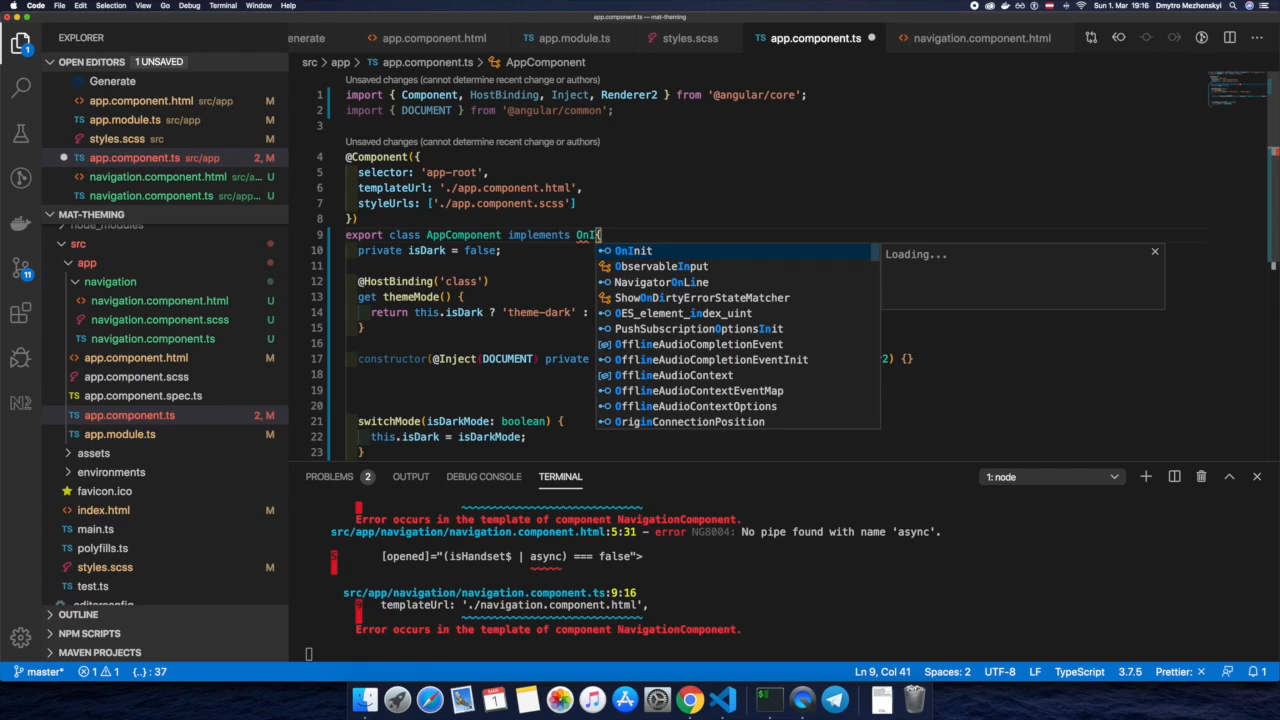 Code File Edit Selection View Go Debug Terminal Window Help Sun 1. Mar 19:16 Dmytro Mezhenskyi
app.component.ts — mat-theming
EXPLORER
enerate
app.component.html
app.module.ts
styles.scss
app.component.ts
navigation.component.html
OPEN EDITORS 1 UNSAVED
Generate
app.component.html src/app M
app.module.ts src/app M
styles.scss src M
app.component.ts src/app 2, M
navigation.component.html src/a... U
navigation.component.ts src/app... U
MAT-THEMING
node_modules
src
app
navigation
navigation.component.html U
navigation.component.scss U
navigation.component.ts U
app.component.html M
app.component.scss
app.component.spec.ts
app.component.ts 2, M
app.module.ts M
assets
environments
favicon.ico
index.html M
main.ts
polyfills.ts
styles.scss M
test.ts
.editorconfig
OUTLINE
NPM SCRIPTS
MAVEN PROJECTS
src > app > app.component.ts > AppComponent
Unsaved changes (cannot determine recent change or authors)
1 import { Component, HostBinding, Inject, Renderer2 } from '@angular/core';
2 import { DOCUMENT } from '@angular/common';
3
Unsaved changes (cannot determine recent change or authors)
4 @Component({
5 selector: 'app-root',
6 templateUrl: './app.component.html',
7 styleUrls: ['./app.component.scss']
8 })
9 export class AppComponent implements OnI{
10 private isDark = false;
11
12 @HostBinding('class')
13 get themeMode() {
14 return this.isDark ? 'theme-dark' :
15 }
16
17 constructor(@Inject(DOCUMENT) private 2) {}
18
19
20
21 switchMode(isDarkMode: boolean) {
22 this.isDark = isDarkMode;
23 }
OnInit
ObservableInput
NavigatorOnLine
ShowOnDirtyErrorStateMatcher
OES_element_index_uint
PushSubscriptionOptionsInit
OfflineAudioCompletionEvent
OfflineAudioCompletionEventInit
OfflineAudioContext
OfflineAudioContextEventMap
OfflineAudioContextOptions
OriginConnectionPosition
Loading...
PROBLEMS 2 OUTPUT DEBUG CONSOLE TERMINAL 1: node
Error occurs in the template of component NavigationComponent.
src/app/navigation/navigation.component.html:5:31 - error NG8004: No pipe found with name 'async'.
5 [opened]="(isHandset$ | async) === false">
src/app/navigation/navigation.component.ts:9:16
9 templateUrl: './navigation.component.html',
Error occurs in the template of component NavigationComponent.
master* 1 1 {..} : 37 Ln 9, Col 41 Spaces: 2 UTF-8 LF TypeScript 3.7.5 Prettier: 1